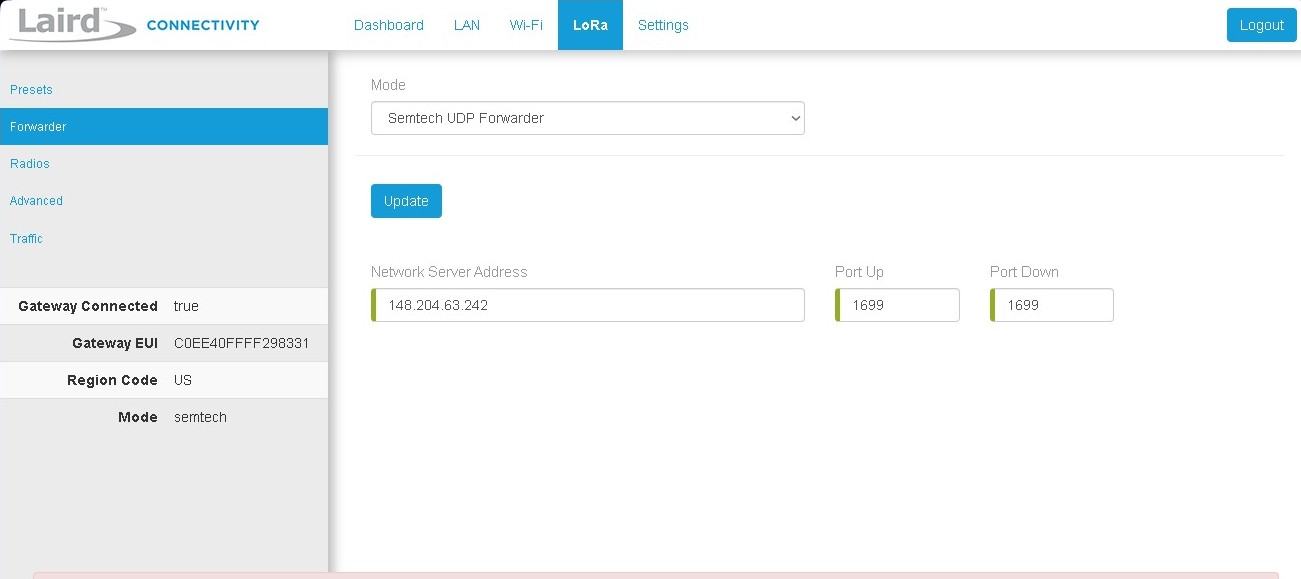 Laird™ CONNECTIVITY
Dashboard LAN Wi-Fi LoRa Settings Logout
Presets
Forwarder
Radios
Advanced
Traffic
Gateway Connected true
Gateway EUI C0EE40FFFF298331
Region Code US
Mode semtech
Mode
Semtech UDP Forwarder
Update
Network Server Address Port Up Port Down
148.204.63.242 1699 1699